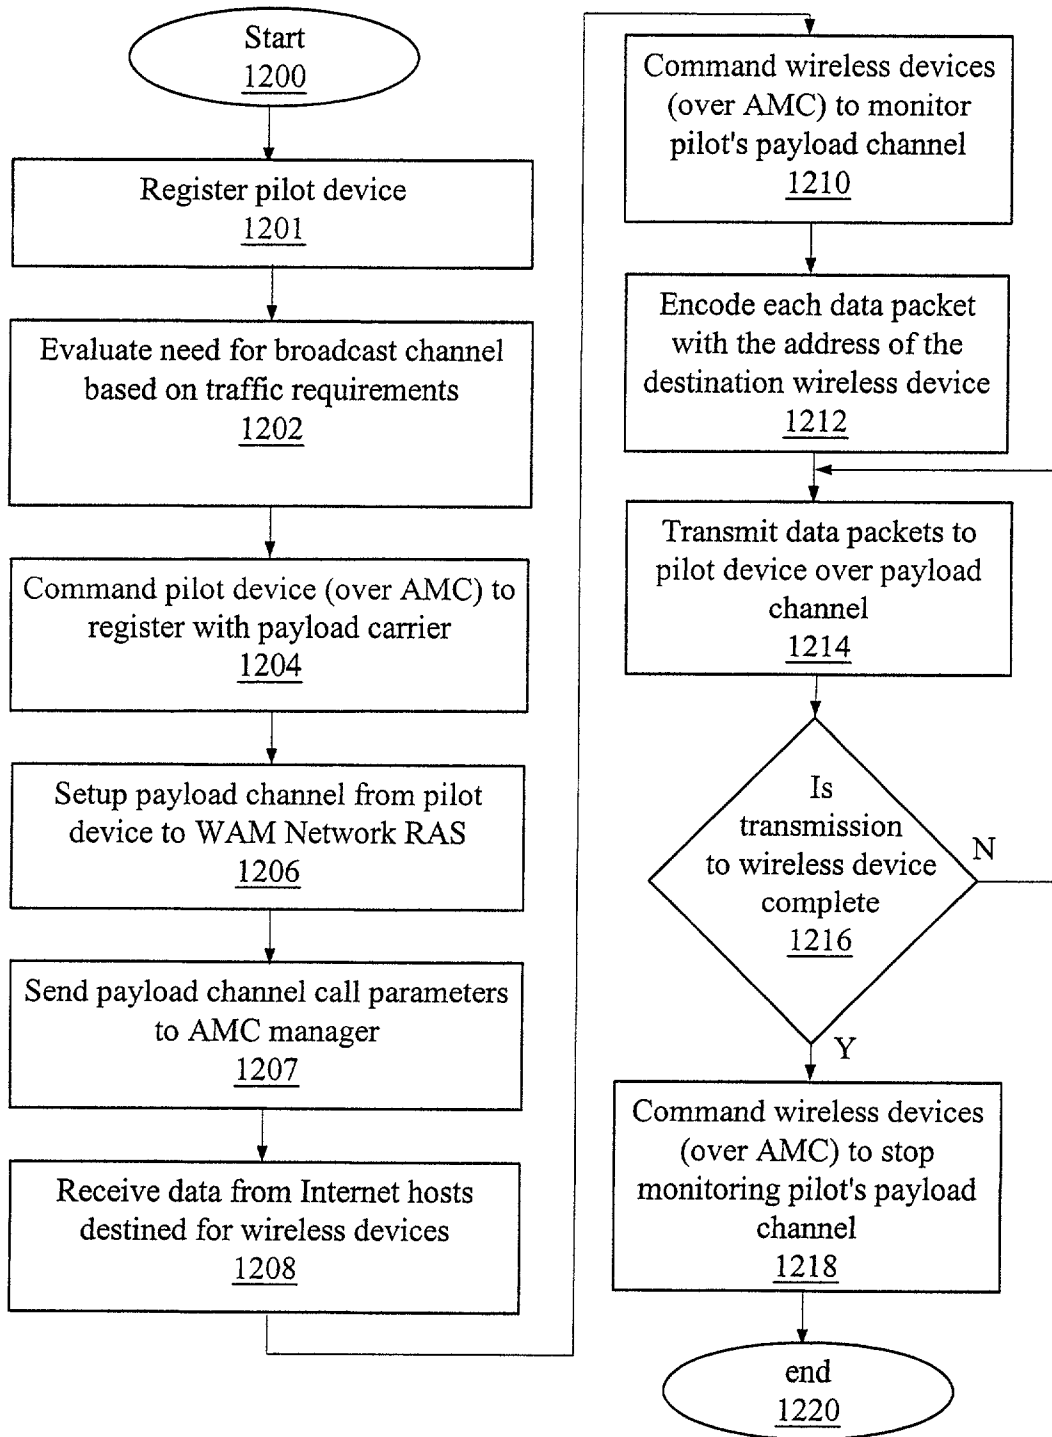 Start
1200
Register pilot device
1201
Evaluate need for broadcast channel
based on traffic requirements
1202
Command pilot device (over AMC) to
register with payload carrier
1204
Setup payload channel from pilot
device to WAM Network RAS
1206
Send payload channel call parameters
to AMC manager
1207
Receive data from Internet hosts
destined for wireless devices
1208
Command wireless devices
(over AMC) to monitor
pilot's payload channel
1210
Encode each data packet
with the address of the
destination wireless device
1212
Transmit data packets to
pilot device over payload
channel
1214
Is
transmission
to wireless device
complete
1216
N
Y
Command wireless devices
(over AMC) to stop
monitoring pilot's payload
channel
1218
end
1220